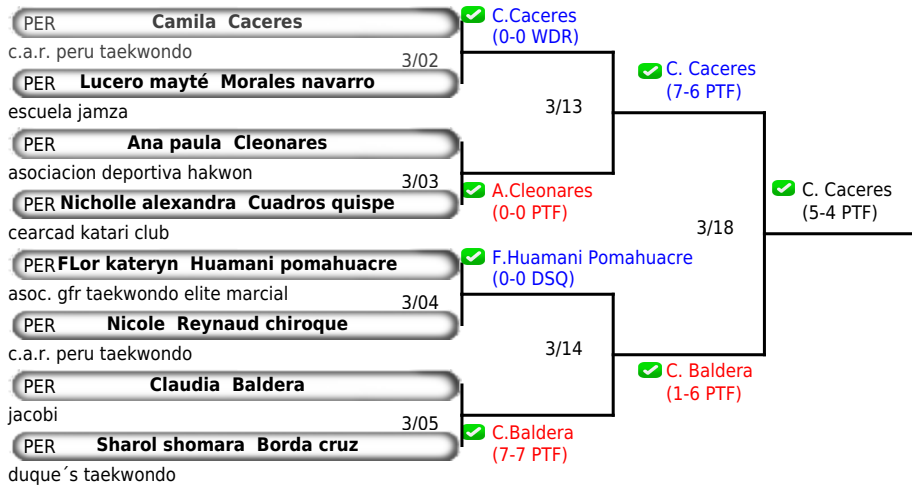 PER Camila Caceres
c.a.r. peru taekwondo
3/02
PER Lucero mayté Morales navarro
escuela jamza
PER Ana paula Cleonares
asociacion deportiva hakwon
3/03
PER Nicholle alexandra Cuadros quispe
cearcad katari club
PER FLor kateryn Huamani pomahuacre
asoc. gfr taekwondo elite marcial
3/04
PER Nicole Reynaud chiroque
c.a.r. peru taekwondo
PER Claudia Baldera
jacobi
3/05
PER Sharol shomara Borda cruz
duque´s taekwondo
C.Caceres
(0-0 WDR)
3/13
A.Cleonares
(0-0 PTF)
F.Huamani Pomahuacre
(0-0 DSQ)
3/14
C.Baldera
(7-7 PTF)
C. Caceres
(7-6 PTF)
3/18
C. Baldera
(1-6 PTF)
C. Caceres
(5-4 PTF)